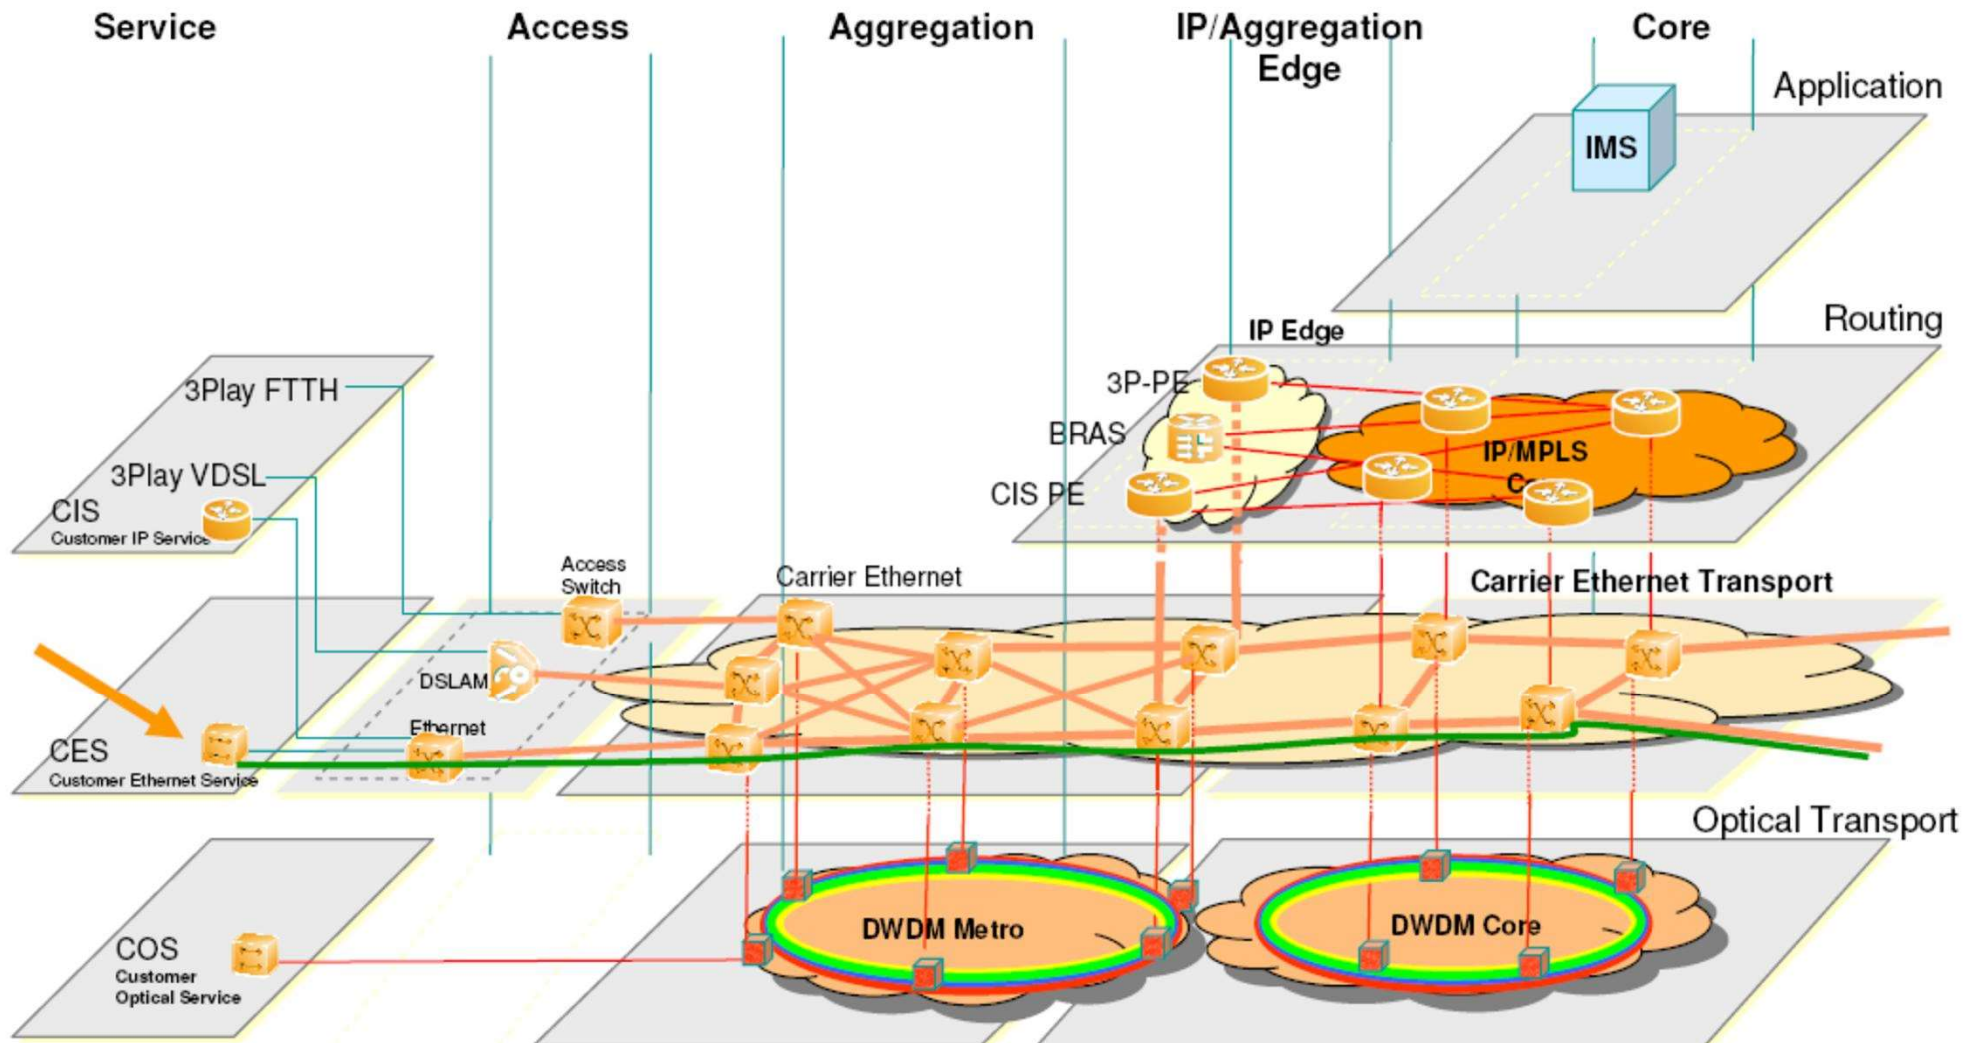 Service
Access
Aggregation
IP/Aggregation
Edge
Core
Application
IMS
Routing
IP Edge
3Play FTTH
3P-PE
BRAS
IP/MPLS
3Play VDSL
CIS
Customer IP Service
CIS PE
Access
Switch
Carrier Ethernet
Carrier Ethernet Transport
DSLAM
Ethernet
CES
Customer Ethernet Service
Optical Transport
DWDM Metro
DWDM Core
COS
Customer
Optical Service